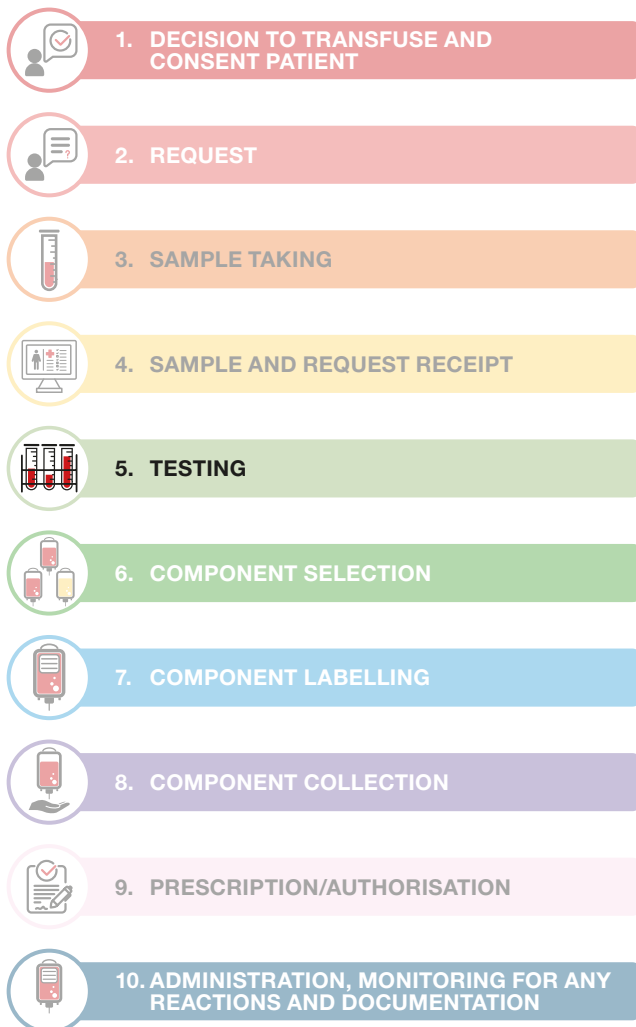 1. DECISION TO TRANSFUSE AND
CONSENT PATIENT
2. REQUEST
3. SAMPLE TAKING
4. SAMPLE AND REQUEST RECEIPT
5. TESTING
6. COMPONENT SELECTION
7. COMPONENT LABELLING
8. COMPONENT COLLECTION
9. PRESCRIPTION/AUTHORISATION
10. ADMINISTRATION, MONITORING FOR ANY
REACTIONS AND DOCUMENTATION